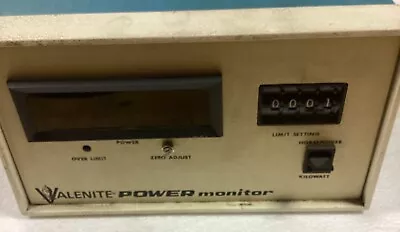 0001
POWER
LIMIT SETTING
HORSEPOWER
OVER LIMIT
ZERO ADJUST
KILOWATT
VALENITE POWER monitor